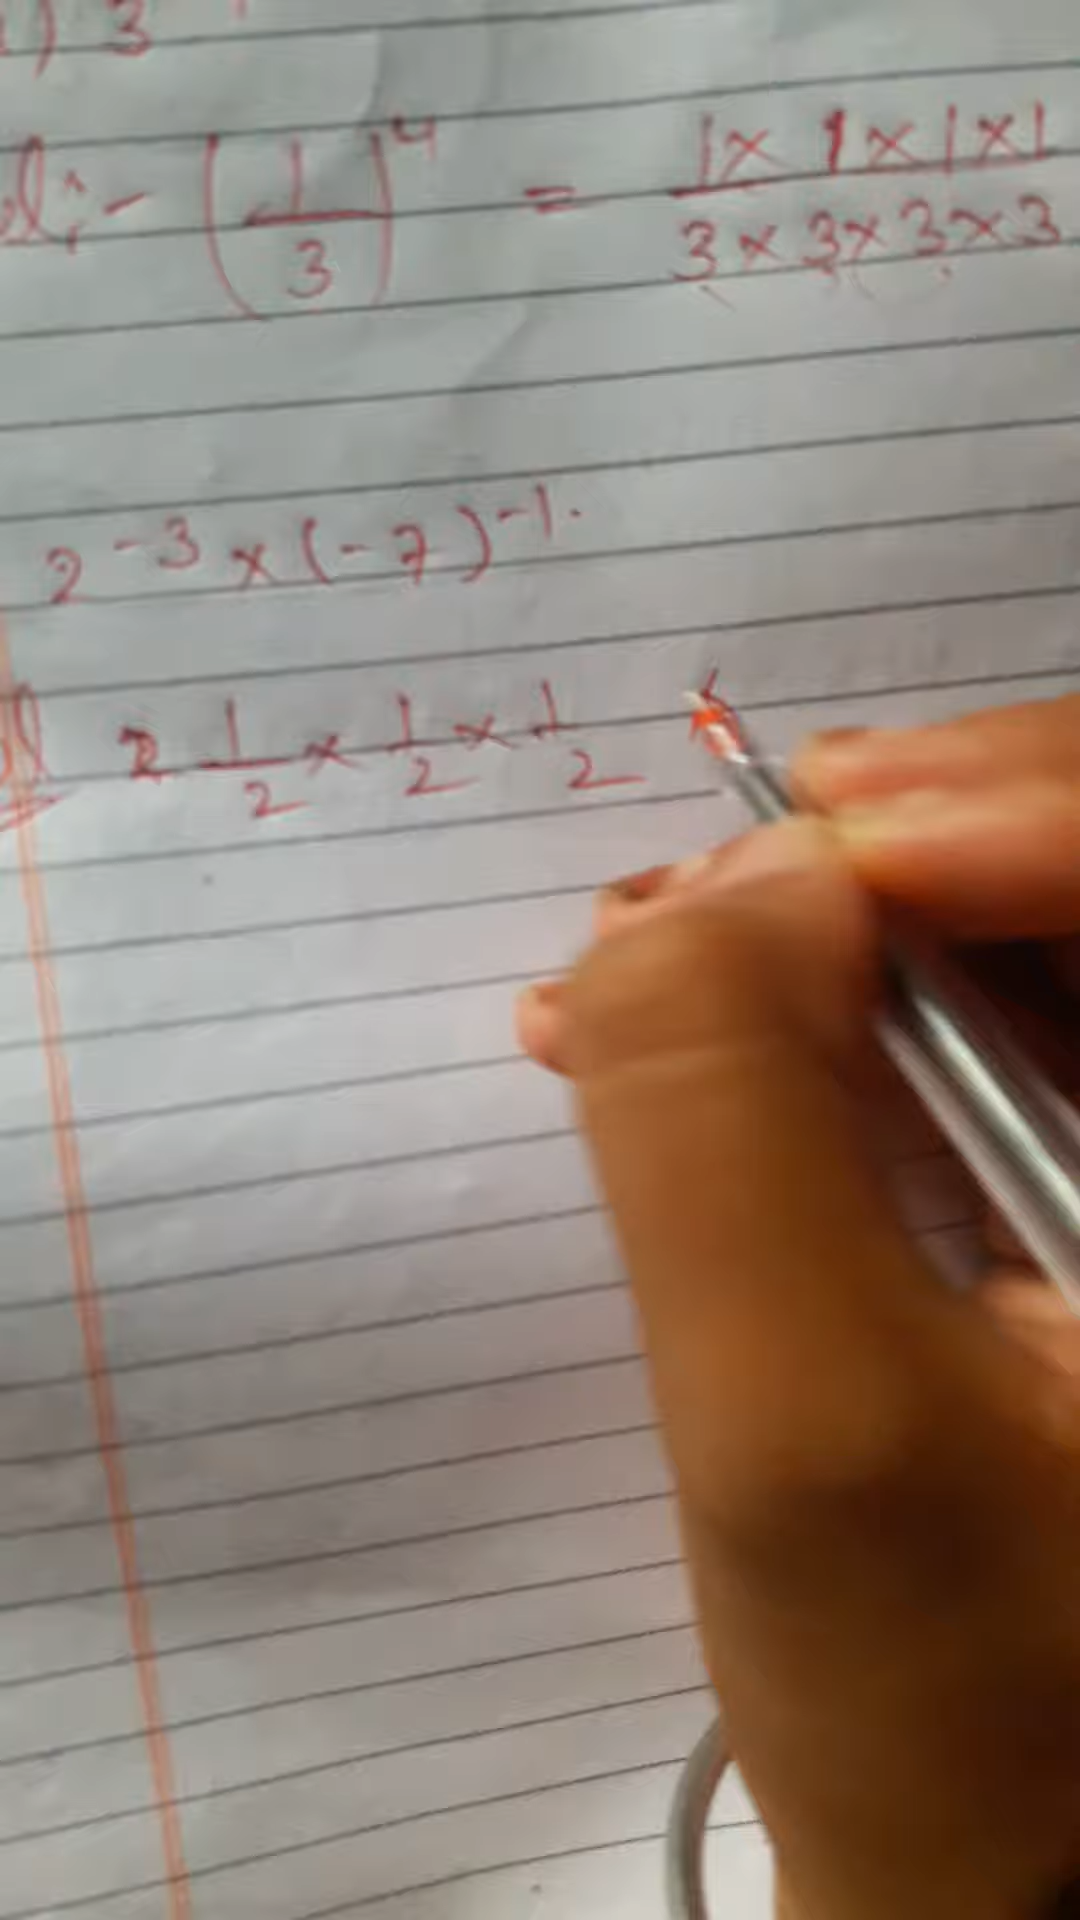 ) 3
(1/3)^4 = 1 x 1 x 1 x 1 / 3 x 3 x 3 x 3
2^-3 x (-7)^-1.
1/2 x 1/2 x 1/2